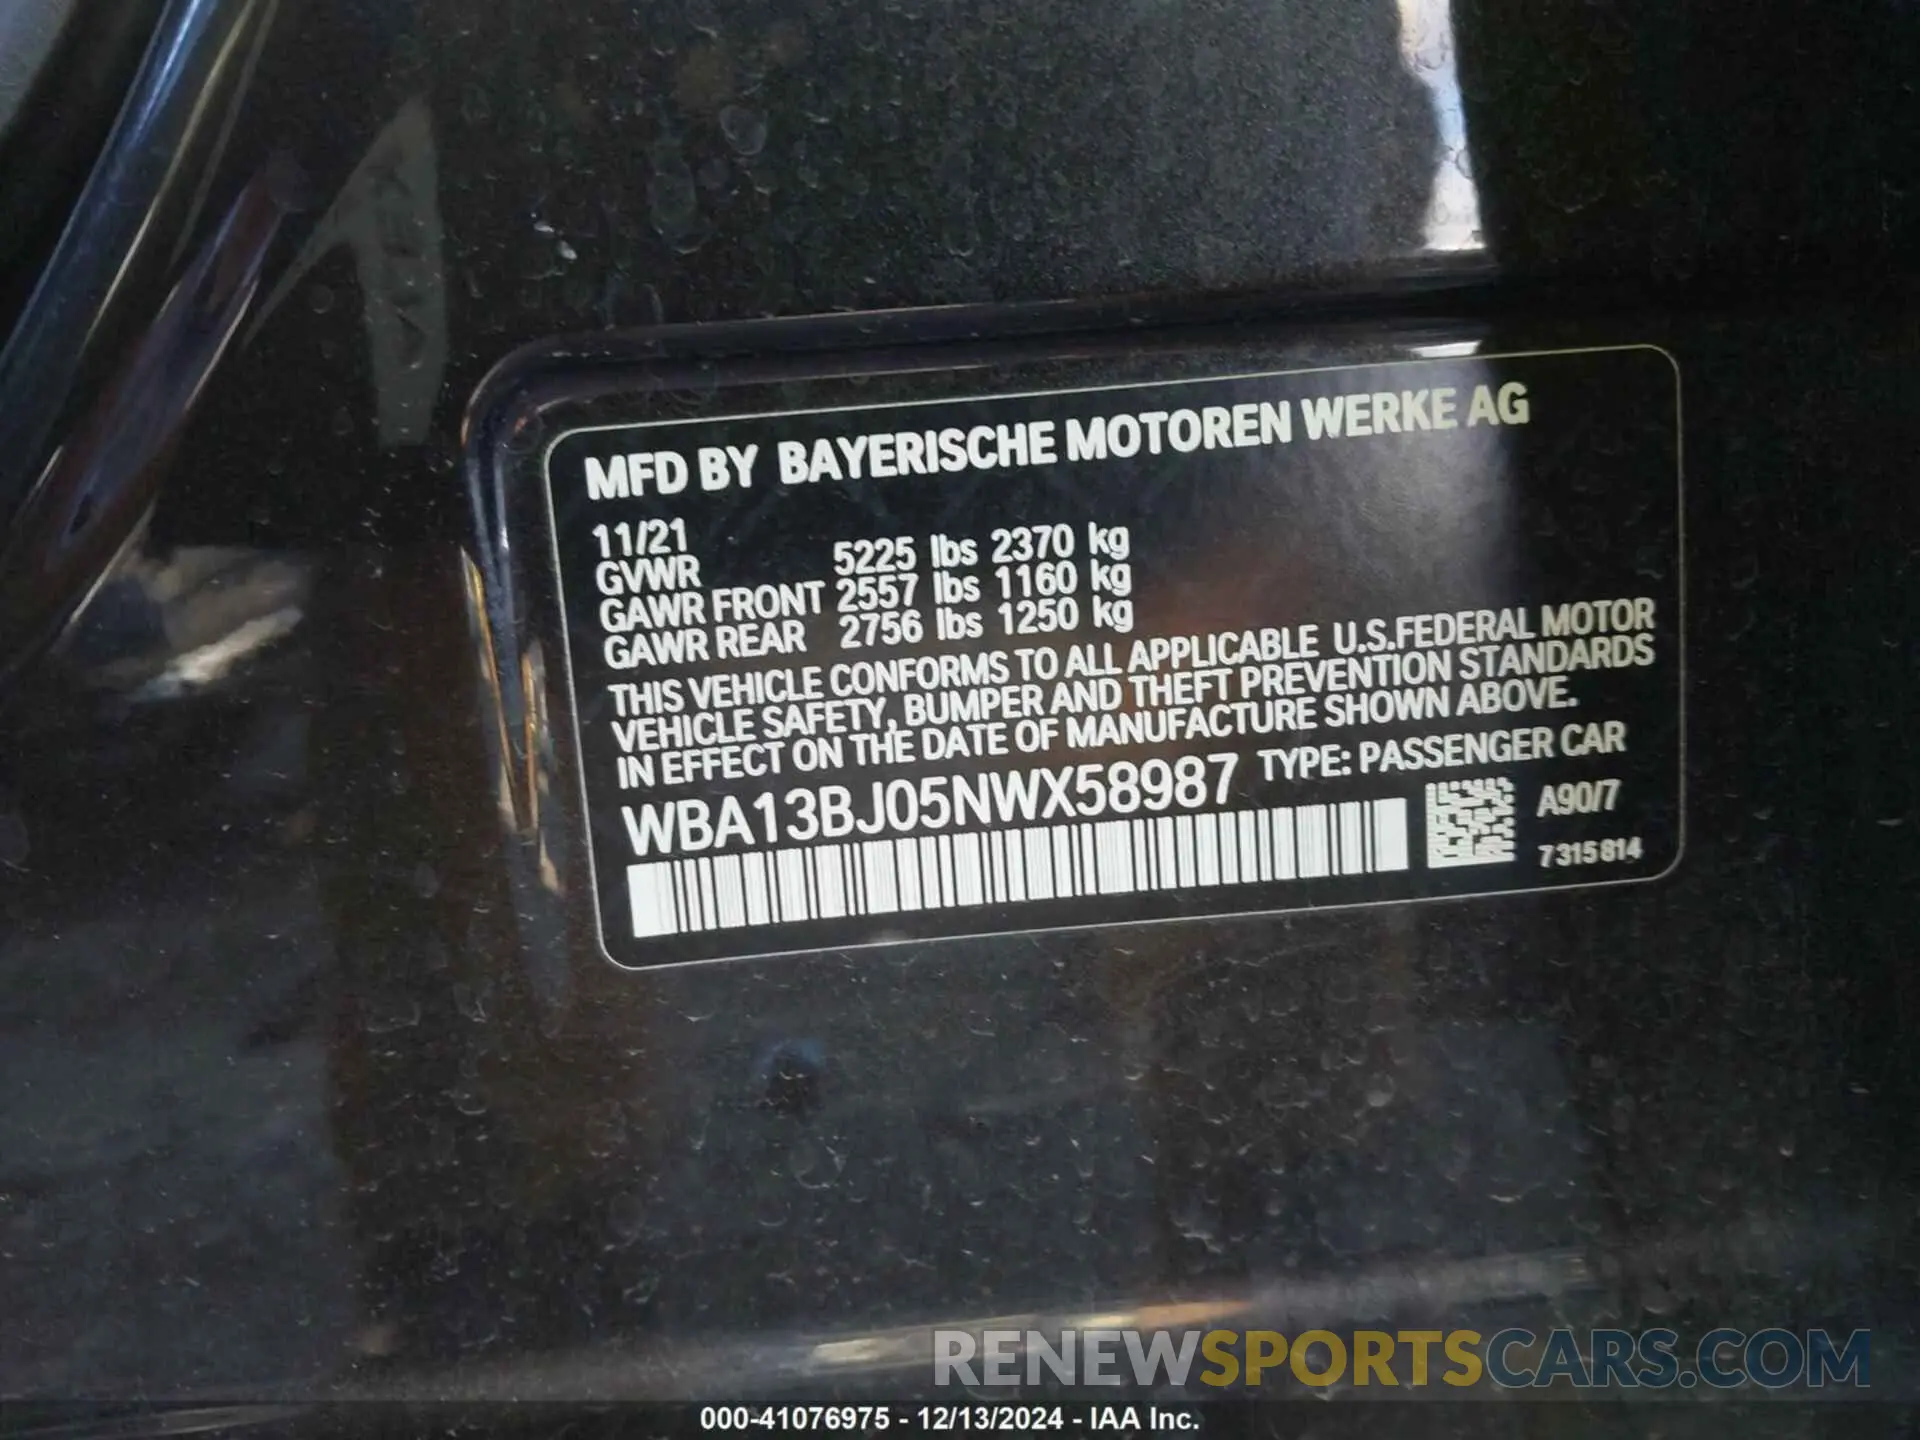 MFD BY BAYERISCHE MOTOREN WERKE AG
11/21
GVWR 5225 lbs 2370 kg
GAWR FRONT 2557 lbs 1160 kg
GAWR REAR 2756 lbs 1250 kg
THIS VEHICLE CONFORMS TO ALL APPLICABLE U.S.FEDERAL MOTOR
VEHICLE SAFETY, BUMPER AND THEFT PREVENTION STANDARDS
IN EFFECT ON THE DATE OF MANUFACTURE SHOWN ABOVE.
WBA13BJ05NWX58987 TYPE: PASSENGER CAR
A90/7
7315814
RENEWSPORTSCARS.COM
000-41076975 - 12/13/2024 - IAA Inc.